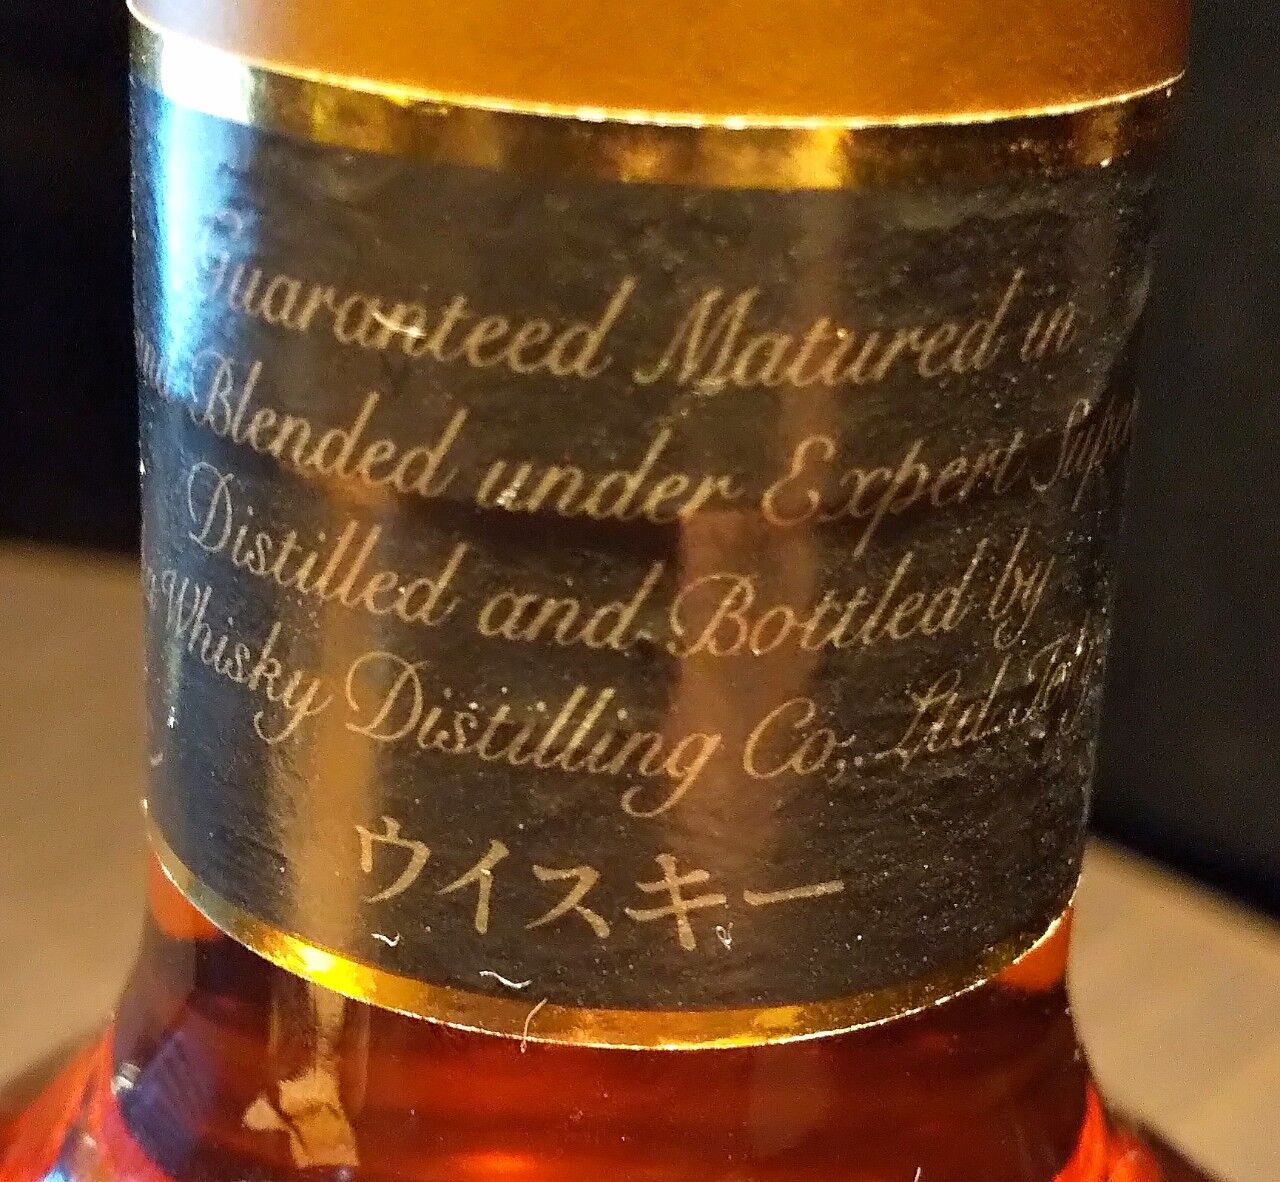 Guaranteed Matured in
Blended under Expert
Distilled and Bottled by
Whisky Distilling Co, Ltd.
ウイスキー